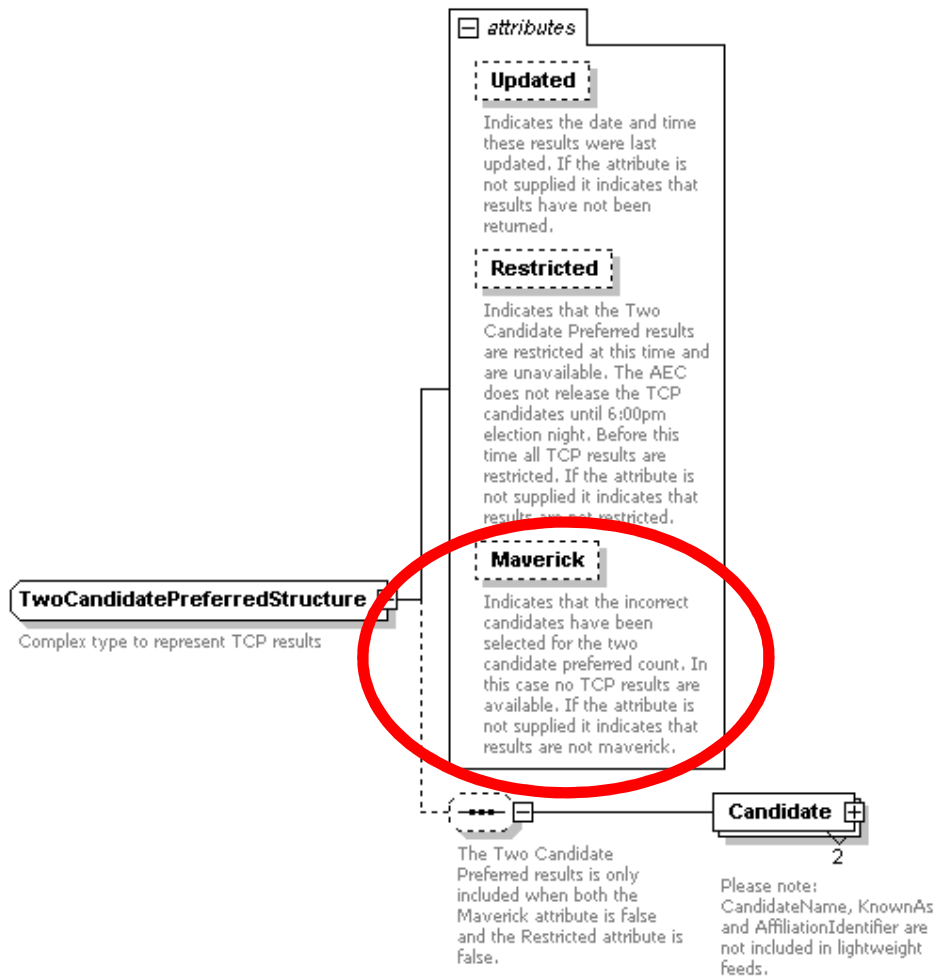 attributes
Updated
Indicates the date and time
these results were last
updated. If the attribute is
not supplied it indicates that
results have not been
returned.
Restricted
Indicates that the Two
Candidate Preferred results
are restricted at this time and
are unavailable. The AEC
does not release the TCP
candidates until 6:00pm
election night. Before this
time all TCP results are
restricted. If the attribute is
not supplied it indicates that
results are not restricted.
Maverick
Indicates that the incorrect
candidates have been
selected for the two
candidate preferred count. In
this case no TCP results are
available. If the attribute is
not supplied it indicates that
results are not maverick.
TwoCandidatePreferredStructure
Complex type to represent TCP results
The Two Candidate
Preferred results is only
included when both the
Maverick attribute is false
and the Restricted attribute is
false.
Candidate
2
Please note:
CandidateName, KnownAs
and AffiliationIdentifier are
not included in lightweight
feeds.